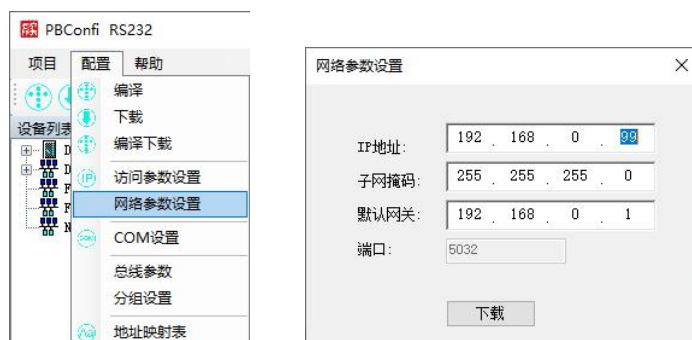 PBConfi RS232
项目 配置 帮助
编译
下载
设备列表
编译下载
访问参数设置
网络参数设置
COM设置
总线参数
分组设置
地址映射表
网络参数设置
IP地址: 192 . 168 . 0 . 99
子网掩码: 255 . 255 . 255 . 0
默认网关: 192 . 168 . 0 . 1
端口: 5032
下载